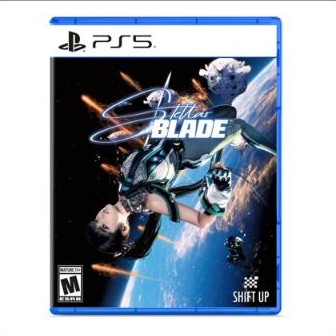 PS5
Stellar
BLADE
MATURE 17+
M
ESRB
SHIFT UP